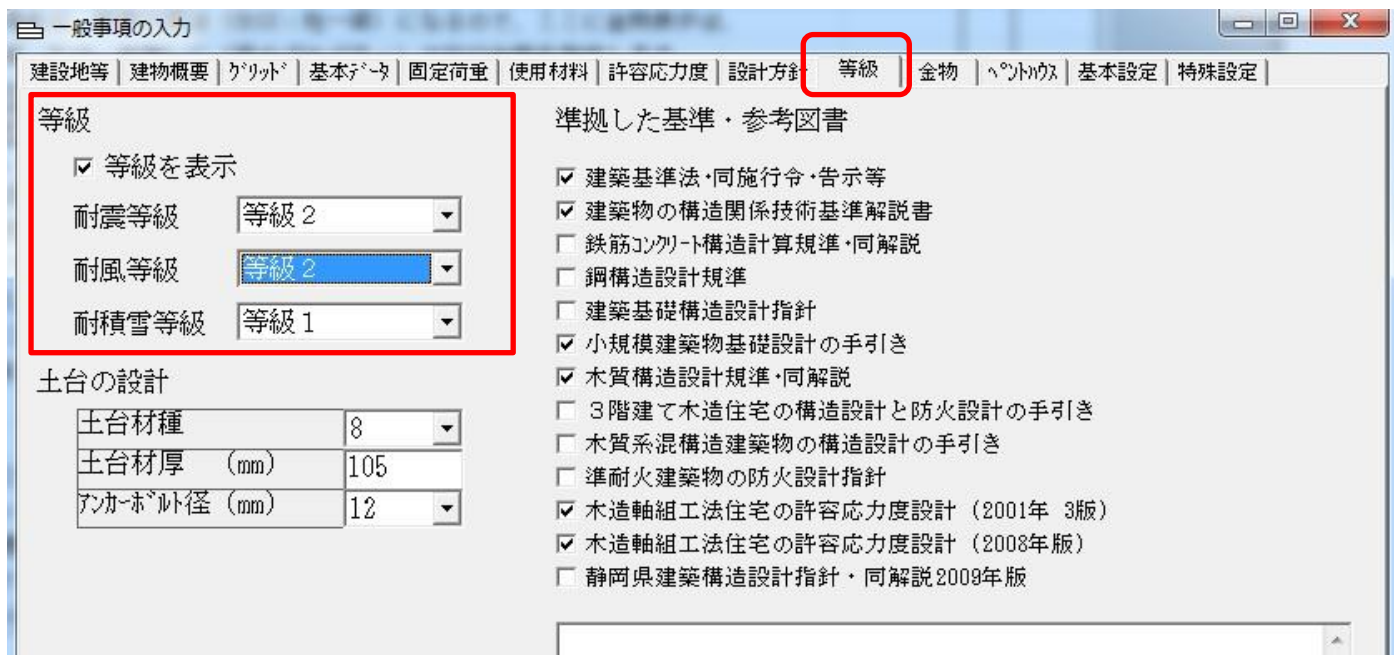 一般事項の入力
建設地等 建物概要 ｸﾞﾘｯﾄﾞ 基本ﾃﾞｰﾀ 固定荷重 使用材料 許容応力度 設計方針 等級 金物 ﾍﾟﾝﾄﾊｳｽ 基本設定 特殊設定
等級
等級を表示
耐震等級 等級２
耐風等級 等級２
耐積雪等級 等級１
土台の設計
土台材種 8
土台材厚 (mm) 105
ｱﾝｶｰﾎﾞﾙﾄ径 (mm) 12
準拠した基準・参考図書
建築基準法･同施行令･告示等
建築物の構造関係技術基準解説書
鉄筋ｺﾝｸﾘｰﾄ構造計算規準･同解説
鋼構造設計規準
建築基礎構造設計指針
小規模建築物基礎設計の手引き
木質構造設計規準･同解説
３階建て木造住宅の構造設計と防火設計の手引き
木質系混構造建築物の構造設計の手引き
準耐火建築物の防火設計指針
木造軸組工法住宅の許容応力度設計 (2001年 3版)
木造軸組工法住宅の許容応力度設計 (2008年版)
静岡県建築構造設計指針・同解説2009年版